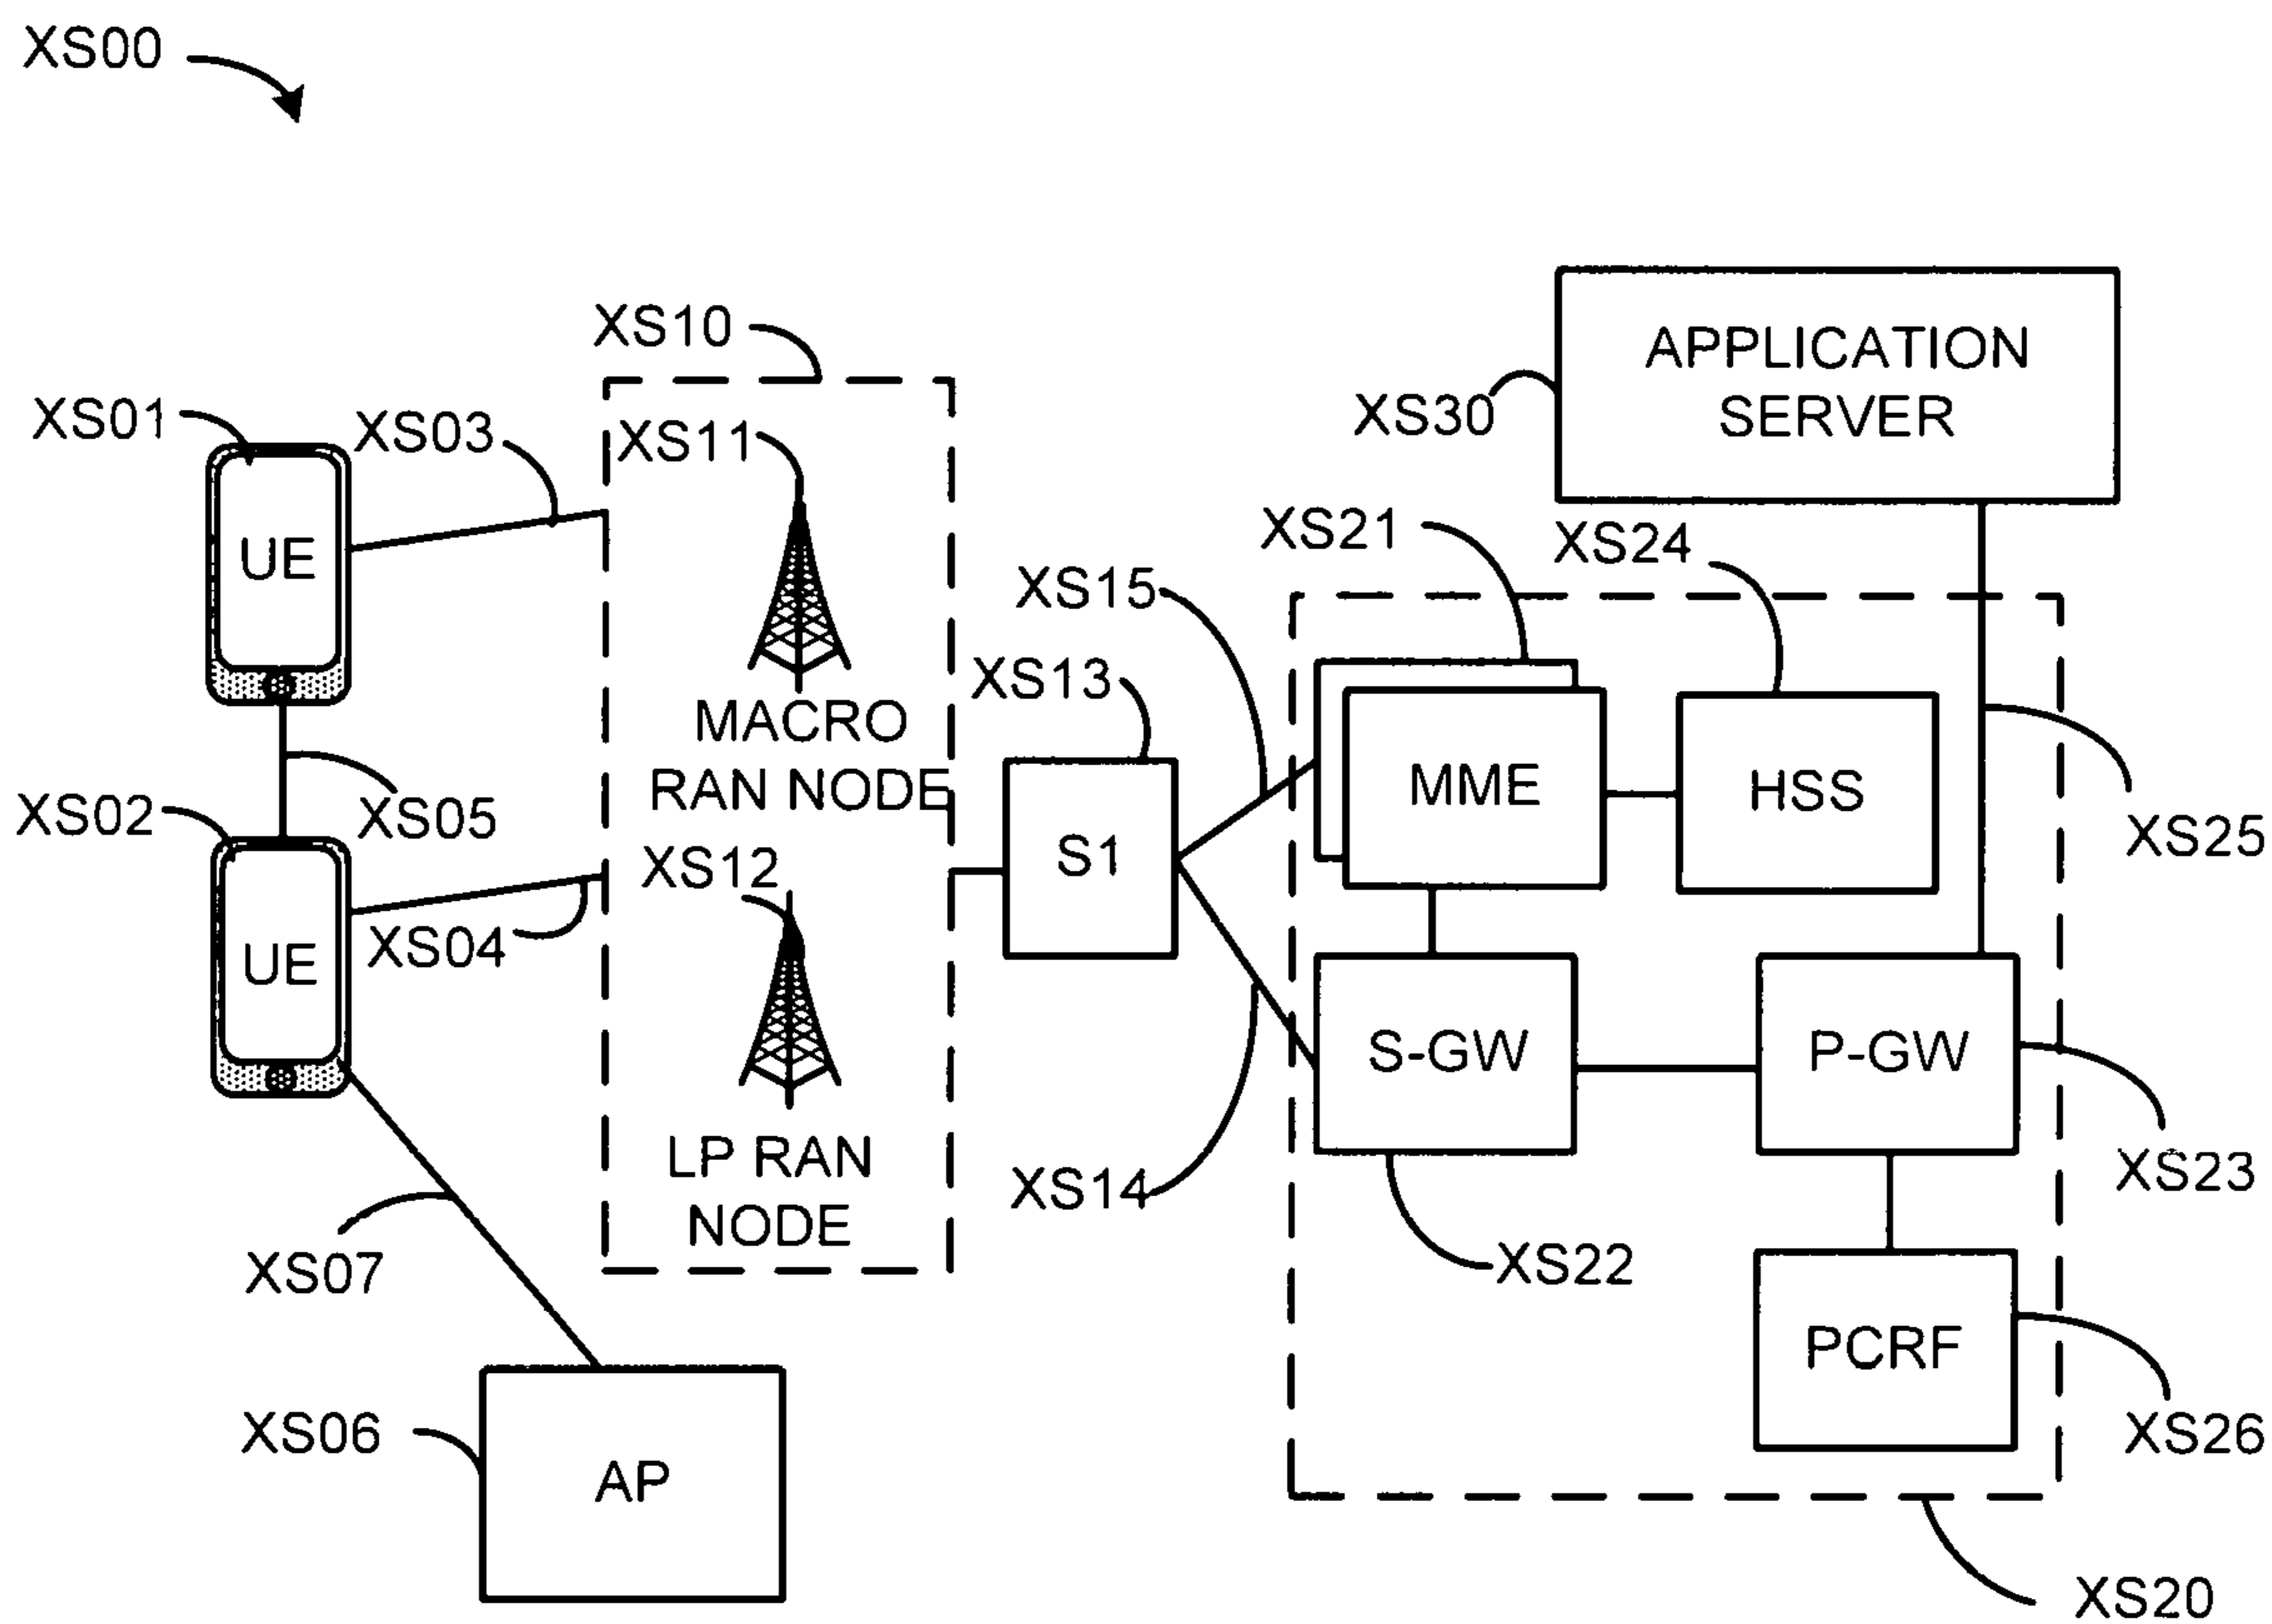 XS00
XS10
APPLICATION
SERVER
XS30
XS01
XS03
XS11
UE
XS21
XS24
XS15
XS13
MACRO
RAN NODE
MME
HSS
XS02
XS05
XS25
XS12
S1
XS04
UE
S-GW
P-GW
LP RAN
NODE
XS14
XS23
XS07
XS22
PCRF
XS06
XS26
AP
XS20